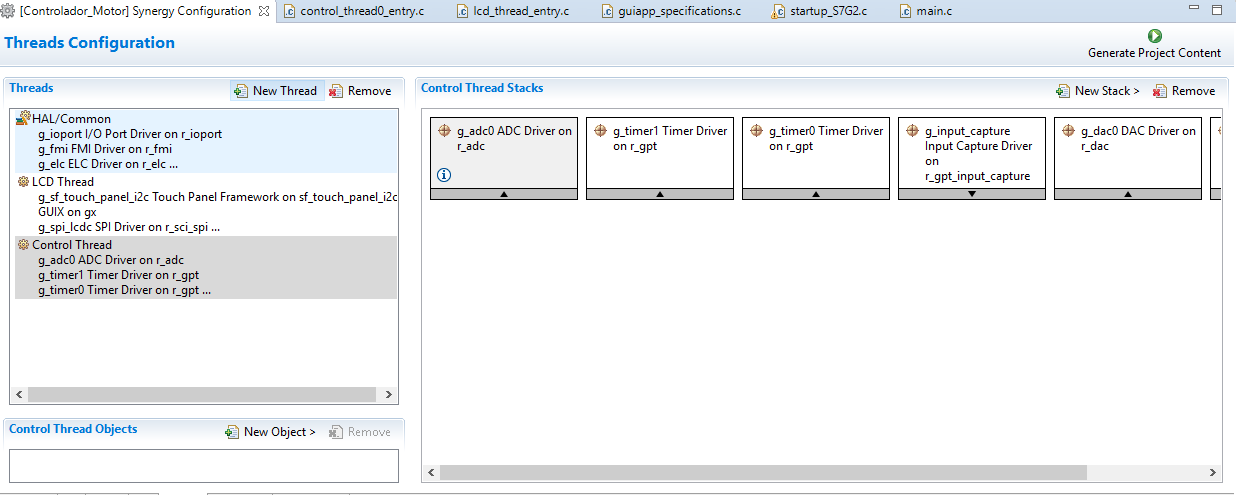 [Controlador_Motor] Synergy Configuration
control_thread0_entry.c
lcd_thread_entry.c
guiapp_specifications.c
startup_S7G2.c
main.c
Threads Configuration
Generate Project Content
Threads
New Thread
Remove
HAL/Common
g_ioport I/O Port Driver on r_ioport
g_fmi FMI Driver on r_fmi
g_elc ELC Driver on r_elc ...
LCD Thread
g_sf_touch_panel_i2c Touch Panel Framework on sf_touch_panel_i2c
GUIX on gx
g_spi_lcdc SPI Driver on r_sci_spi ...
Control Thread
g_adc0 ADC Driver on r_adc
g_timer1 Timer Driver on r_gpt
g_timer0 Timer Driver on r_gpt ...
Control Thread Objects
New Object >
Remove
Control Thread Stacks
New Stack >
Remove
g_adc0 ADC Driver on
r_adc
g_timer1 Timer Driver
on r_gpt
g_timer0 Timer Driver
on r_gpt
g_input_capture
Input Capture Driver
on
r_gpt_input_capture
g_dac0 DAC Driver on
r_dac